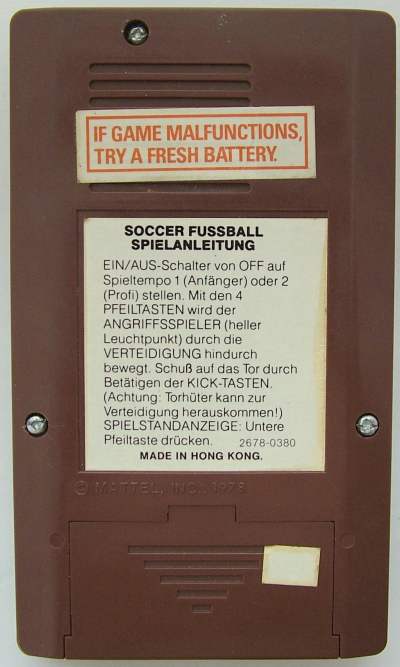 IF GAME MALFUNCTIONS,
TRY A FRESH BATTERY.
SOCCER FUSSBALL
SPIELANLEITUNG
EIN/AUS-Schalter von OFF auf
Spieltempo 1 (Anfänger) oder 2
(Profi) stellen. Mit den 4
PFEILTASTEN wird der
ANGRIFFSSPIELER (heller
Leuchtpunkt) durch die
VERTEIDIGUNG hindurch
bewegt. Schuß auf das Tor durch
Betätigen der KICK-TASTEN.
(Achtung: Torhüter kann zur
Verteidigung herauskommen!)
SPIELSTANDANZEIGE: Untere
Pfeiltaste drücken. 2678-0380
MADE IN HONG KONG.
© MATTEL, INC. 1978